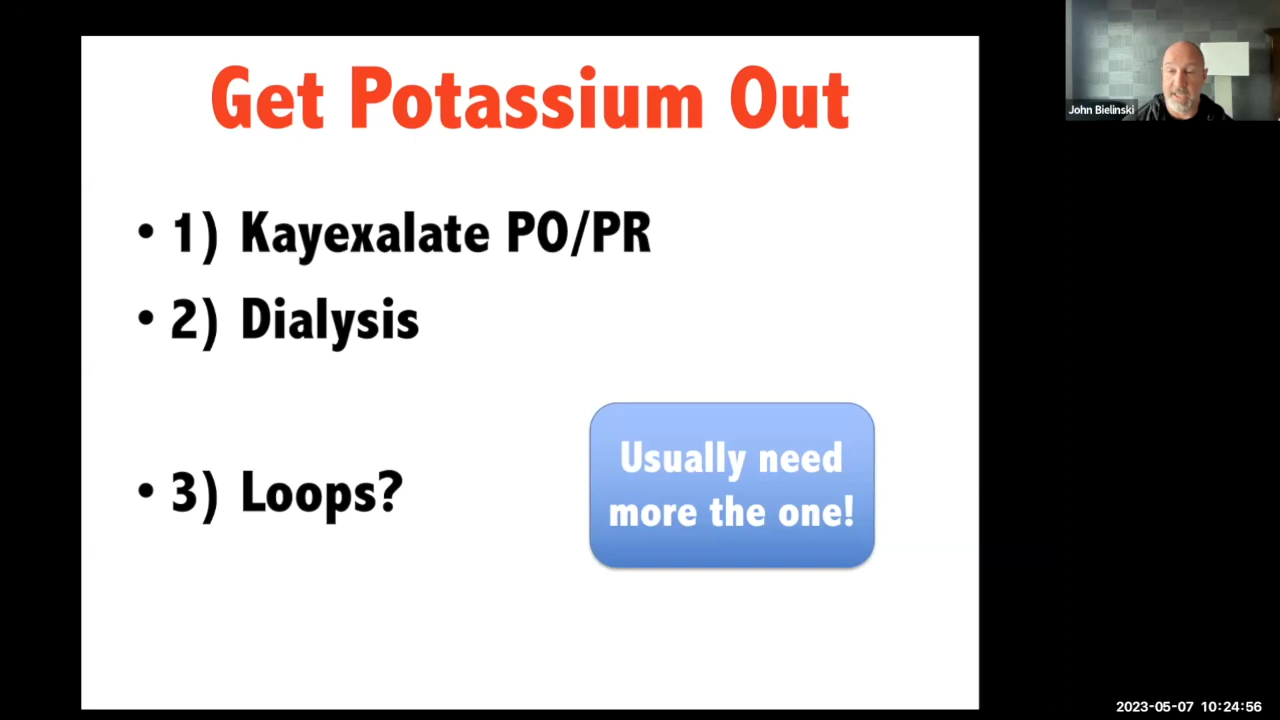 Get Potassium Out
• 1) Kayexalate PO/PR
• 2) Dialysis
• 3) Loops?
Usually need
more the one!
John Bielinski
2023-05-07 10:24:56